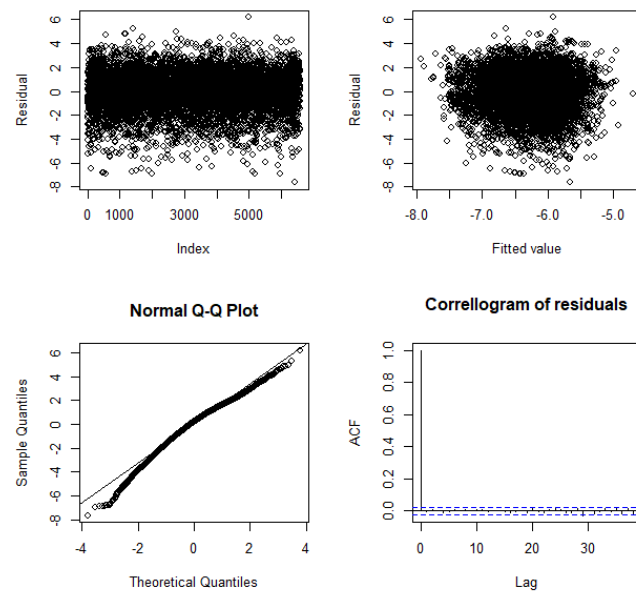 Residual
6
4
2
0
-2
-4
-6
-8
0 1000 3000 5000
Index
Residual
6
4
2
0
-2
-4
-6
-8
-8.0 -7.0 -6.0 -5.0
Fitted value
Normal Q-Q Plot
Sample Quantiles
6
4
2
0
-2
-4
-6
-8
-4 -2 0 2 4
Theoretical Quantiles
Correllogram of residuals
ACF
1.0
0.8
0.6
0.4
0.2
0.0
0 10 20 30
Lag